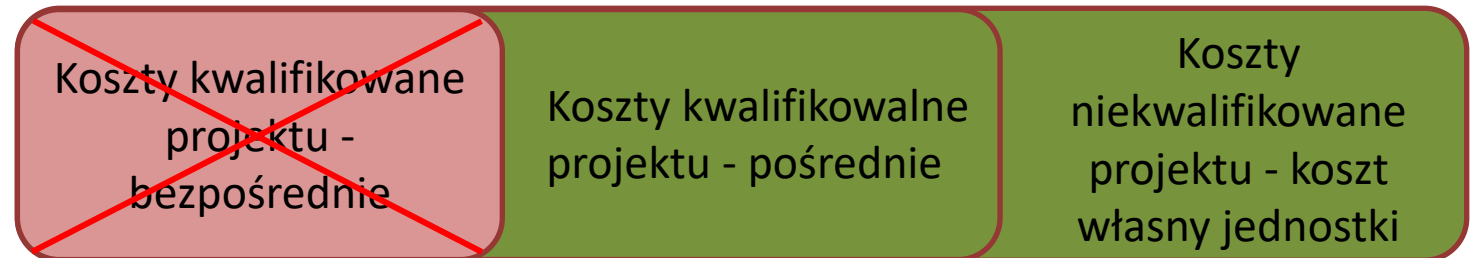 Koszty kwalifikowane
projektu -
bezpośrednie
Koszty kwalifikowalne
projektu - pośrednie
Koszty
niekwalifikowane
projektu - koszt
własny jednostki